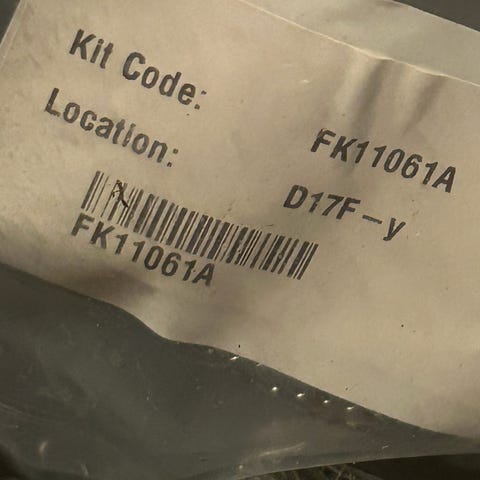 Kit Code: FK11061A
Location: D17F-y
FK11061A